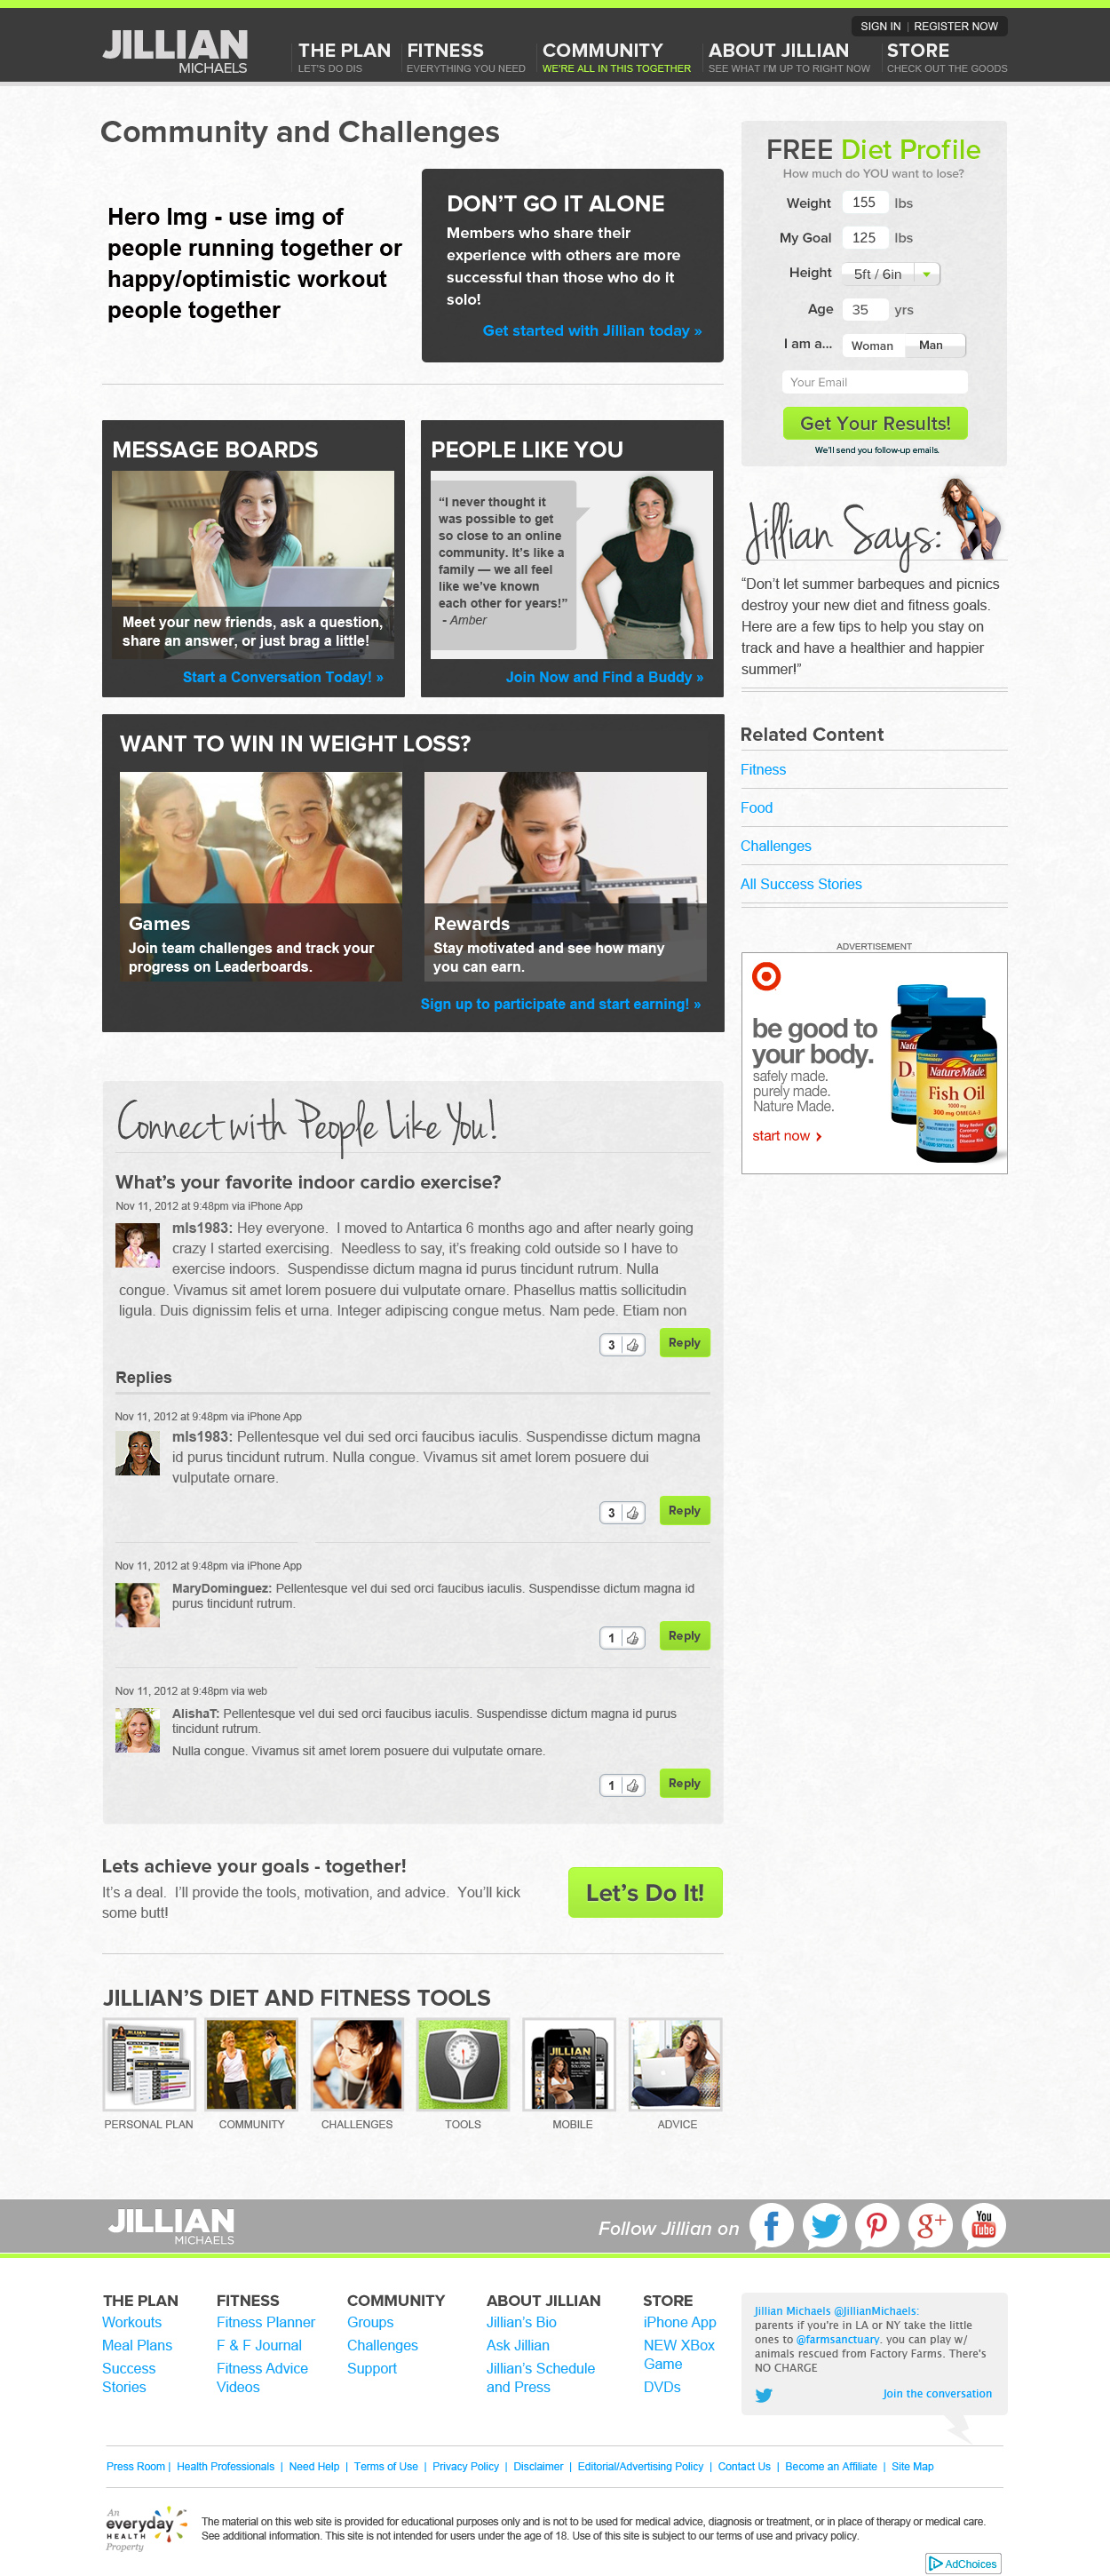 SIGN IN | REGISTER NOW
JILLIAN
MICHAELS
THE PLAN
LET'S DO DIS
FITNESS
EVERYTHING YOU NEED
COMMUNITY
WE'RE ALL IN THIS TOGETHER
ABOUT JILLIAN
SEE WHAT I'M UP TO RIGHT NOW
STORE
CHECK OUT THE GOODS
Community and Challenges
Hero Img - use img of
people running together or
happy/optimistic workout
people together
DON'T GO IT ALONE
Members who share their
experience with others are more
successful than those who do it
solo!
Get started with Jillian today »
FREE Diet Profile
How much do YOU want to lose?
Weight 155 lbs
My Goal 125 lbs
Height 5ft / 6in
Age 35 yrs
I am a... Woman Man
Your Email
Get Your Results!
We'll send you follow-up emails.
MESSAGE BOARDS
Meet your new friends, ask a question,
share an answer, or just brag a little!
Start a Conversation Today! »
PEOPLE LIKE YOU
“I never thought it
was possible to get
so close to an online
community. It's like a
family — we all feel
like we've known
each other for years!”
- Amber
Join Now and Find a Buddy »
Jillian Says:
“Don't let summer barbeques and picnics
destroy your new diet and fitness goals.
Here are a few tips to help you stay on
track and have a healthier and happier
summer!”
WANT TO WIN IN WEIGHT LOSS?
Games
Join team challenges and track your
progress on Leaderboards.
Rewards
Stay motivated and see how many
you can earn.
Sign up to participate and start earning! »
Related Content
Fitness
Food
Challenges
All Success Stories
ADVERTISEMENT
be good to
your body.
safely made.
purely made.
Nature Made.
start now ›
Nature Made
D3
Nature Made
Fish Oil
1000 mg
300 mg OMEGA-3
Connect with People Like You!
What's your favorite indoor cardio exercise?
Nov 11, 2012 at 9:48pm via iPhone App
mls1983: Hey everyone.  I moved to Antartica 6 months ago and after nearly going
crazy I started exercising.  Needless to say, it's freaking cold outside so I have to
exercise indoors.  Suspendisse dictum magna id purus tincidunt rutrum. Nulla
congue. Vivamus sit amet lorem posuere dui vulputate ornare. Phasellus mattis sollicitudin
ligula. Duis dignissim felis et urna. Integer adipiscing congue metus. Nam pede. Etiam non
3 Reply
Replies
Nov 11, 2012 at 9:48pm via iPhone App
mls1983: Pellentesque vel dui sed orci faucibus iaculis. Suspendisse dictum magna
id purus tincidunt rutrum. Nulla congue. Vivamus sit amet lorem posuere dui
vulputate ornare.
3 Reply
Nov 11, 2012 at 9:48pm via iPhone App
MaryDominguez: Pellentesque vel dui sed orci faucibus iaculis. Suspendisse dictum magna id
purus tincidunt rutrum.
1 Reply
Nov 11, 2012 at 9:48pm via web
AlishaT: Pellentesque vel dui sed orci faucibus iaculis. Suspendisse dictum magna id purus
tincidunt rutrum.
Nulla congue. Vivamus sit amet lorem posuere dui vulputate ornare.
1 Reply
Lets achieve your goals - together!
It's a deal.  I'll provide the tools, motivation, and advice.  You'll kick
some butt!
Let's Do It!
JILLIAN'S DIET AND FITNESS TOOLS
JILLIAN
PERSONAL PLAN
COMMUNITY
CHALLENGES
TOOLS
JILLIAN
MOBILE
ADVICE
JILLIAN
MICHAELS
Follow Jillian on
f
g+
You
Tube
THE PLAN
Workouts
Meal Plans
Success
Stories
FITNESS
Fitness Planner
F & F Journal
Fitness Advice
Videos
COMMUNITY
Groups
Challenges
Support
ABOUT JILLIAN
Jillian's Bio
Ask Jillian
Jillian's Schedule
and Press
STORE
iPhone App
NEW XBox
Game
DVDs
Jillian Michaels @JillianMichaels:
parents if you're in LA or NY take the little
ones to @farmsanctuary. you can play w/
animals rescued from Factory Farms. There's
NO CHARGE
Join the conversation
Press Room | Health Professionals | Need Help | Terms of Use | Privacy Policy | Disclaimer | Editorial/Advertising Policy | Contact Us | Become an Affiliate | Site Map
An
everyday
HEALTH
Property
The material on this web site is provided for educational purposes only and is not to be used for medical advice, diagnosis or treatment, or in place of therapy or medical care.
See additional information. This site is not intended for users under the age of 18. Use of this site is subject to our terms of use and privacy policy.
AdChoices